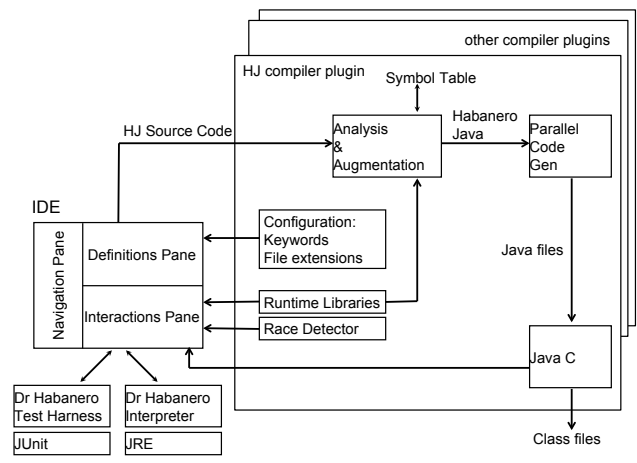 other compiler plugins
HJ compiler plugin
Symbol Table
HJ Source Code
Analysis
&
Augmentation
Habanero
Java
Parallel
Code
Gen
IDE
Navigation Pane
Definitions Pane
Configuration:
Keywords
File extensions
Java files
Interactions Pane
Runtime Libraries
Race Detector
Java C
Dr Habanero
Test Harness
Dr Habanero
Interpreter
JUnit
JRE
Class files